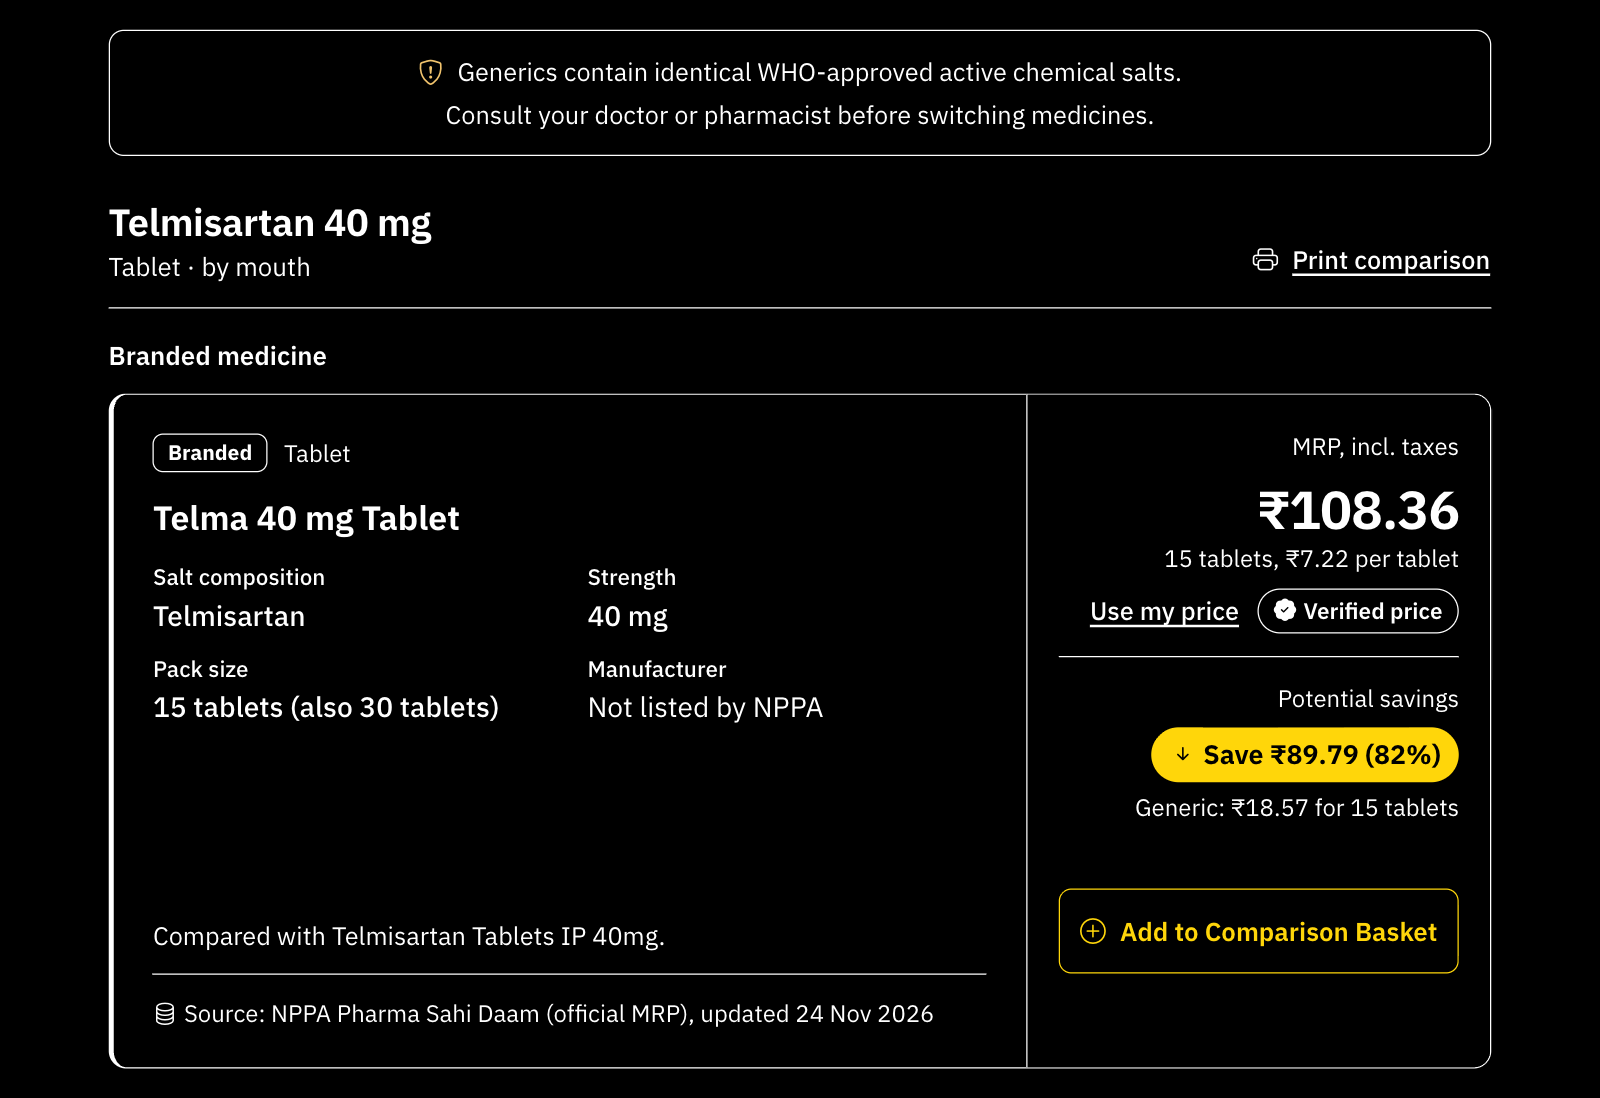 Generics contain identical WHO-approved active chemical salts.
Consult your doctor or pharmacist before switching medicines.
Telmisartan 40 mg
Tablet · by mouth
Print comparison
Branded medicine
Branded
Tablet
Telma 40 mg Tablet
Salt composition
Telmisartan
Strength
40 mg
Pack size
15 tablets (also 30 tablets)
Manufacturer
Not listed by NPPA
Compared with Telmisartan Tablets IP 40mg.
Source: NPPA Pharma Sahi Daam (official MRP), updated 24 Nov 2026
MRP, incl. taxes
₹108.36
15 tablets, ₹7.22 per tablet
Use my price
Verified price
Potential savings
Save ₹89.79 (82%)
Generic: ₹18.57 for 15 tablets
Add to Comparison Basket